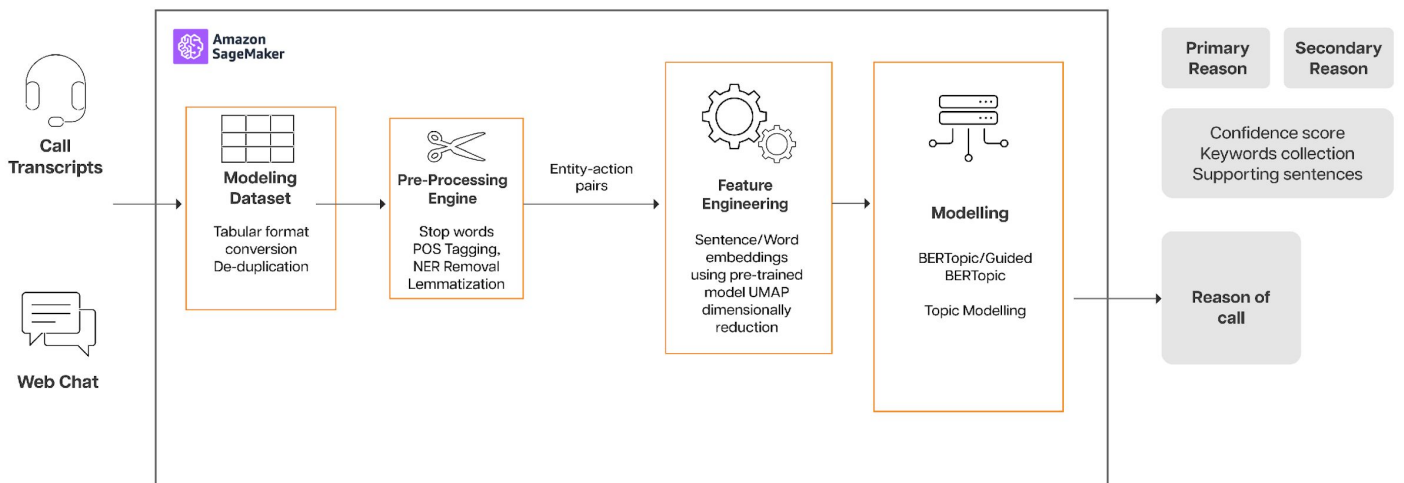 Call
Transcripts
Web Chat
Amazon
SageMaker
Modeling
Dataset
Tabular format
conversion
De-duplication
Pre-Processing
Engine
Stop words
POS Tagging,
NER Removal
Lemmatization
Entity-action
pairs
Feature
Engineering
Sentence/Word
embeddings
using pre-trained
model UMAP
dimensionally
reduction
Modelling
BERTopic/Guided
BERTopic
Topic Modelling
Primary
Reason
Secondary
Reason
Confidence score
Keywords collection
Supporting sentences
Reason of
call